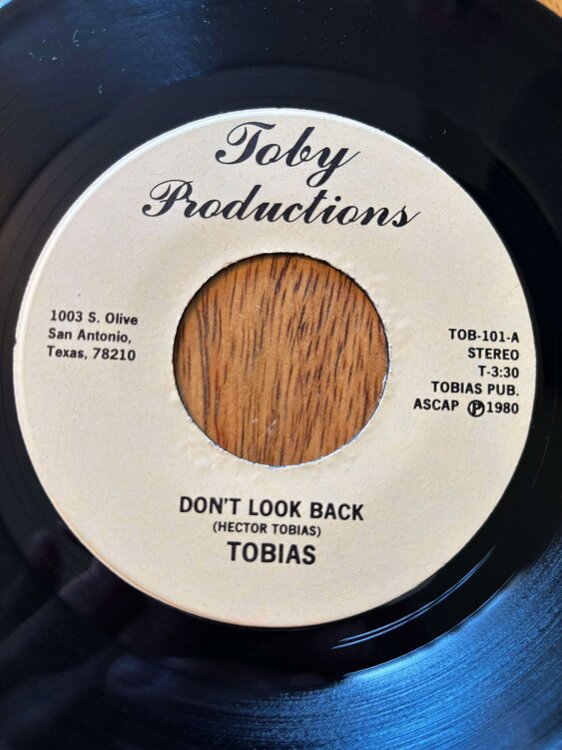 Toby
Productions
1003 S. Olive
San Antonio,
Texas, 78210
TOB-101-A
STEREO
T-3:30
TOBIAS PUB.
ASCAP ℗1980
DON'T LOOK BACK
(HECTOR TOBIAS)
TOBIAS